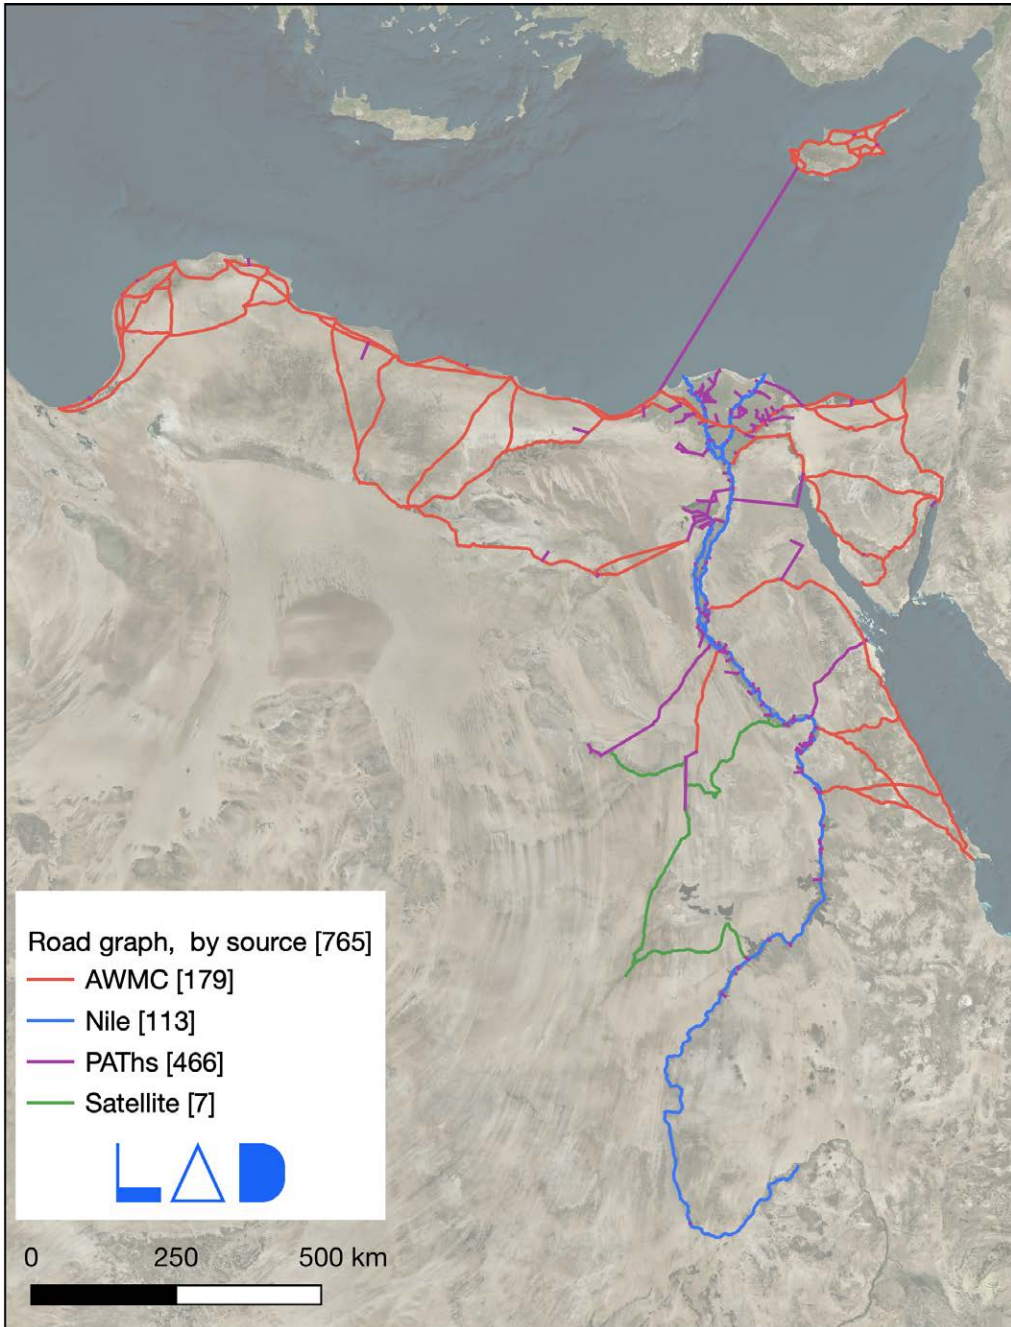 Road graph, by source [765]
AWMC [179]
Nile [113]
PAThs [466]
Satellite [7]
LAD
0 250 500 km